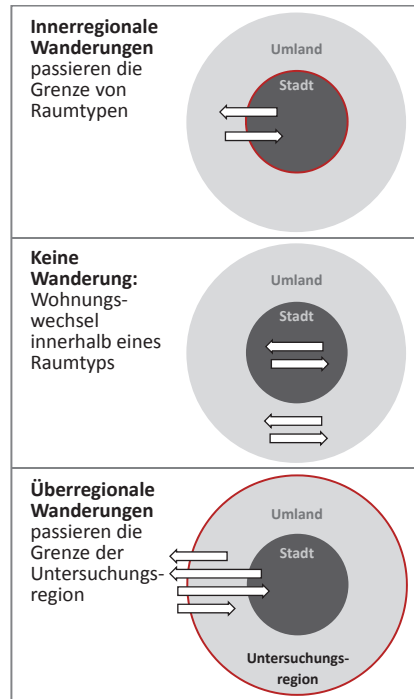 Innerregionale
Wanderungen
passieren die
Grenze von
Raumtypen
Umland
Stadt
Keine
Wanderung:
Wohnungs-
wechsel
innerhalb eines
Raumtyps
Umland
Stadt
Überregionale
Wanderungen
passieren die
Grenze der
Untersuchungs-
region
Umland
Stadt
Untersuchungs-
region